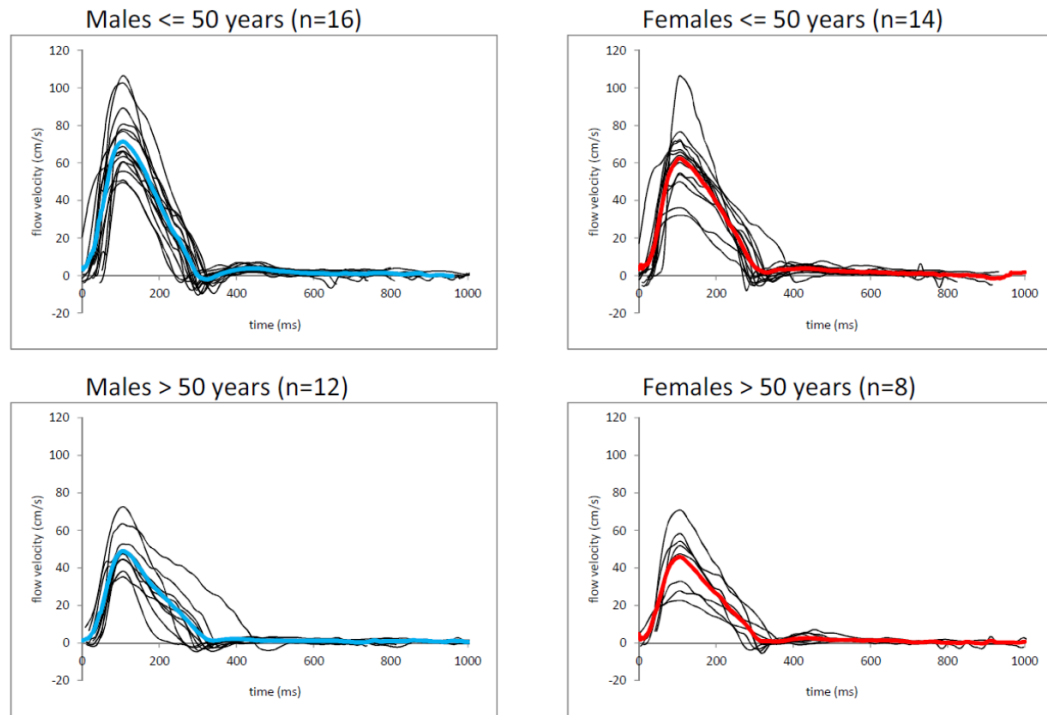 Males <= 50 years (n=16)
120
100
80
60
40
20
0
-20
flow velocity (cm/s)
0 200 400 600 800 1000
time (ms)
Females <= 50 years (n=14)
120
100
80
60
40
20
0
-20
flow velocity (cm/s)
0 200 400 600 800 1000
time (ms)
Males > 50 years (n=12)
120
100
80
60
40
20
0
-20
flow velocity (cm/s)
0 200 400 600 800 1000
time (ms)
Females > 50 years (n=8)
120
100
80
60
40
20
0
-20
flow velocity (cm/s)
0 200 400 600 800 1000
time (ms)